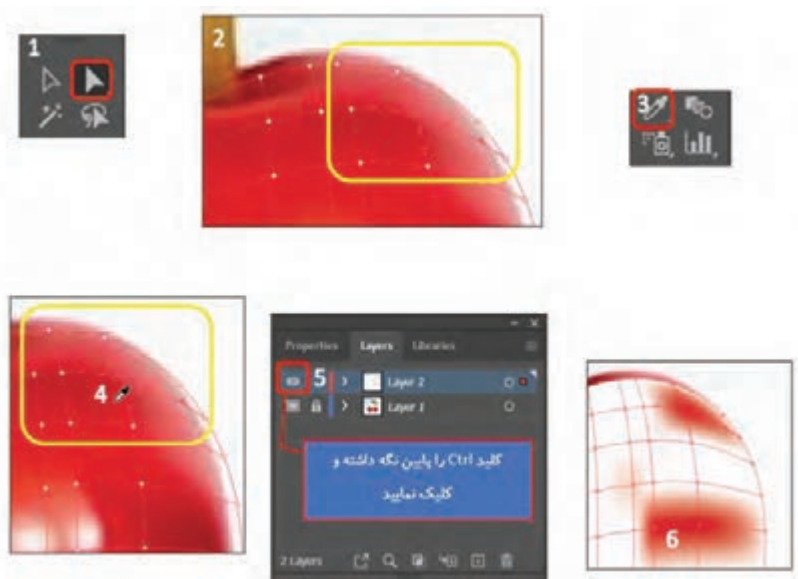 1
2
3
4
Properties Layers Libraries
5
Layer 2
Layer 1
کلید Ctrl را پایین نگه داشته و
کلیک نمایید
2 Layers
6